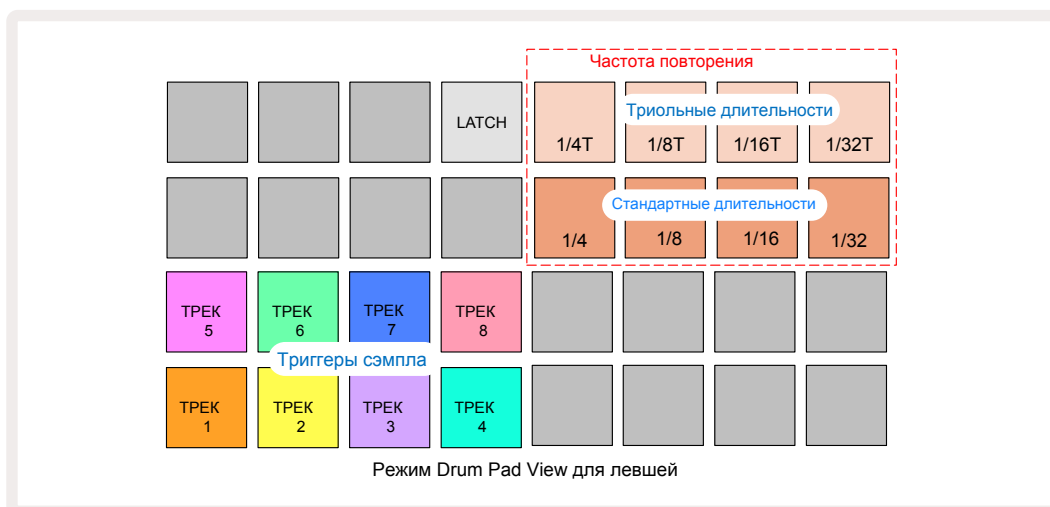 Частота повторения
LATCH
Триольные длительности
1/4T 1/8T 1/16T 1/32T
Стандартные длительности
1/4 1/8 1/16 1/32
ТРЕК 5
ТРЕК 6
ТРЕК 7
ТРЕК 8
Триггеры сэмпла
ТРЕК 1
ТРЕК 2
ТРЕК 3
ТРЕК 4
Режим Drum Pad View для левшей